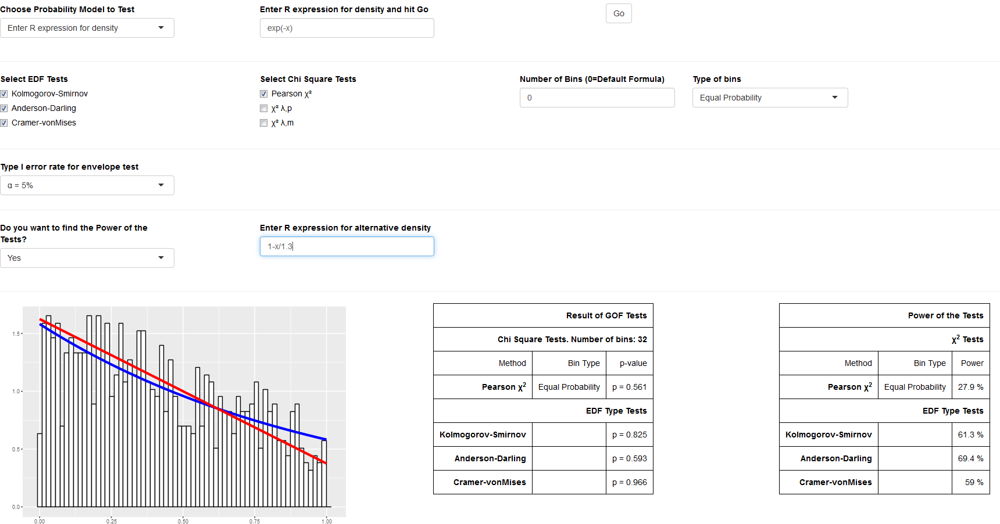 Choose Probability Model to Test
Enter R expression for density and hit Go
Go
Enter R expression for density
exp(-x)
Select EDF Tests
Select Chi Square Tests
Number of Bins (0=Default Formula)
Type of bins
Kolmogorov-Smirnov
Pearson χ²
0
Equal Probability
Anderson-Darling
χ² λ,p
Cramer-vonMises
χ² λ,m
Type I error rate for envelope test
α = 5%
Do you want to find the Power of the
Tests?
Enter R expression for alternative density
Yes
1-x/1.3
1.5
1.0
0.5
0.0
0.00 0.25 0.50 0.75 1.00
Result of GOF Tests
Chi Square Tests. Number of bins: 32
Method Bin Type p-value
Pearson χ² Equal Probability p = 0.561
EDF Type Tests
Kolmogorov-Smirnov p = 0.825
Anderson-Darling p = 0.593
Cramer-vonMises p = 0.966
Power of the Tests
χ² Tests
Method Bin Type Power
Pearson χ² Equal Probability 27.9 %
EDF Type Tests
Kolmogorov-Smirnov 61.3 %
Anderson-Darling 69.4 %
Cramer-vonMises 59 %